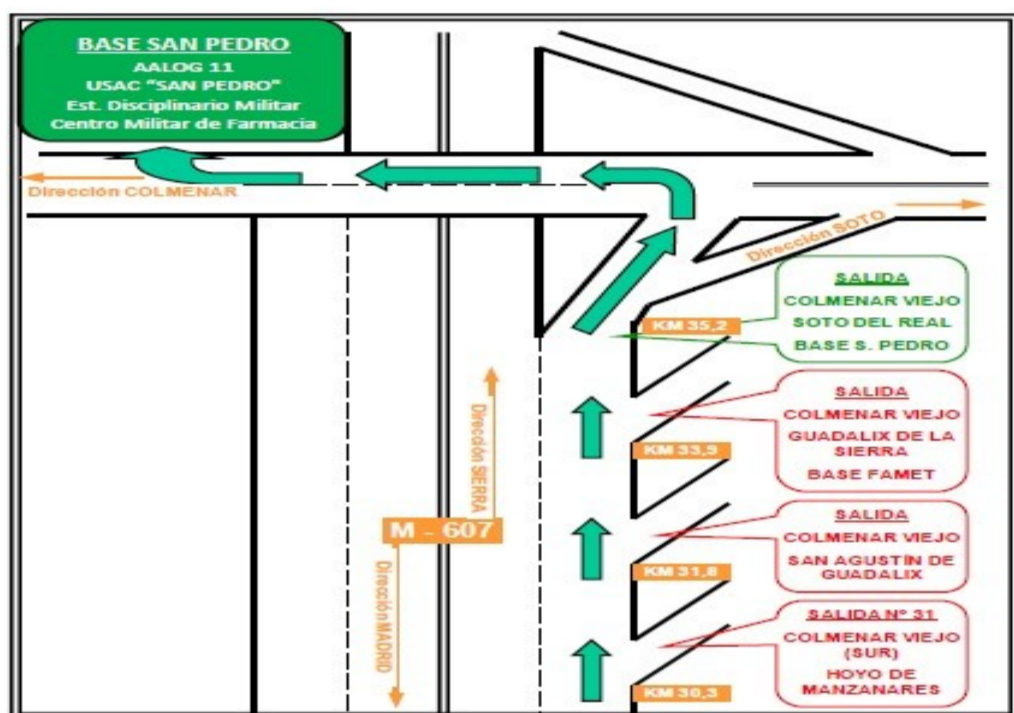 BASE SAN PEDRO
AALOG 11
USAC “SAN PEDRO”
Est. Disciplinario Militar
Centro Militar de Farmacia
Dirección COLMENAR
Dirección SOTO
SALIDA
COLMENAR VIEJO
SOTO DEL REAL
BASE S. PEDRO
KM 35,2
SALIDA
COLMENAR VIEJO
GUADALIX DE LA
SIERRA
BASE FAMET
KM 33,9
Dirección SIERRA
M - 607
Dirección MADRID
SALIDA
COLMENAR VIEJO
SAN AGUSTÍN DE
GUADALIX
KM 31,8
SALIDA Nº 31
COLMENAR VIEJO
(SUR)
HOYO DE
MANZANARES
KM 30,3